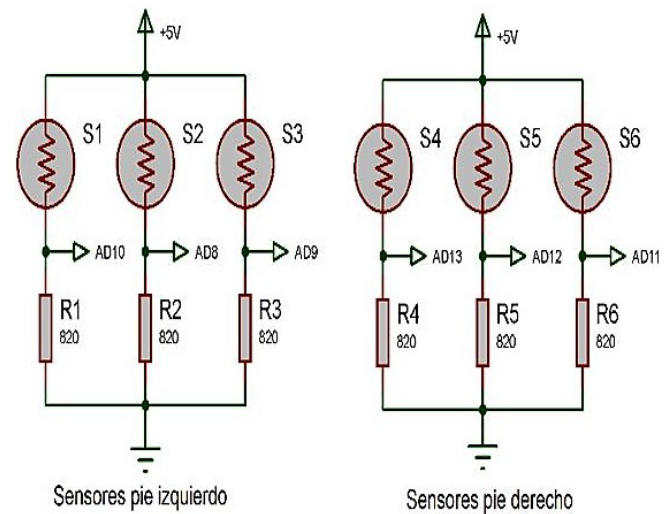 +5V
S1
S2
S3
AD10
AD8
AD9
R1
820
R2
820
R3
820
Sensores pie izquierdo
+5V
S4
S5
S6
AD13
AD12
AD11
R4
820
R5
820
R6
820
Sensores pie derecho